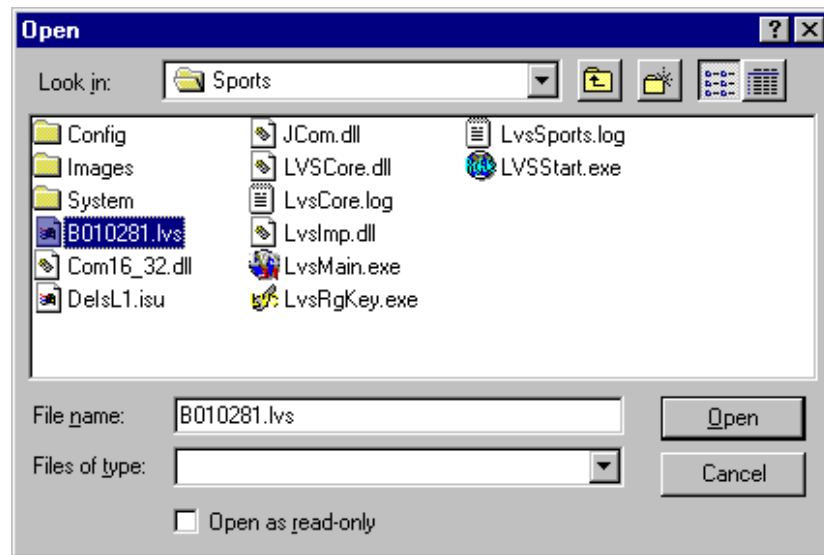 Open
Look in: Sports
Config JCom.dll LvsSports.log
Images LVSCore.dll LVSStart.exe
System LvsCore.log
B010281.lvs LvsImp.dll
Com16_32.dll LvsMain.exe
DelsL1.isu LvsRgKey.exe
File name: B010281.lvs Open
Files of type: Cancel
Open as read-only